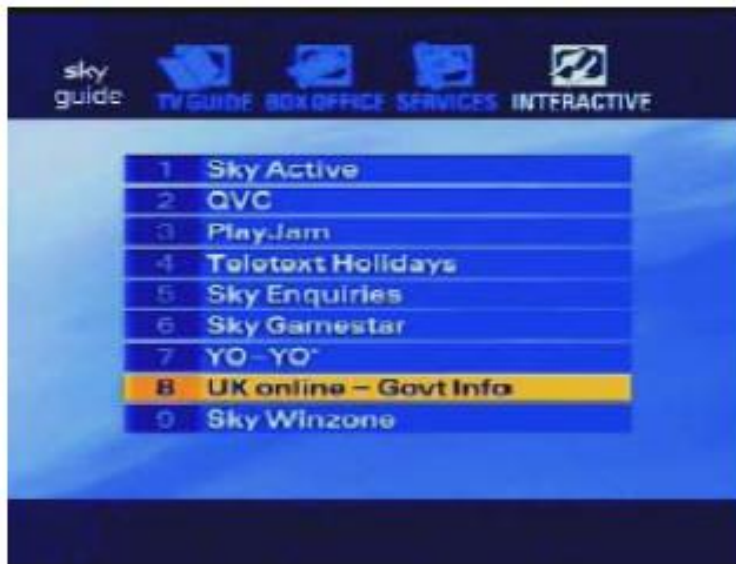 sky
guide
TV GUIDE BOX OFFICE SERVICES INTERACTIVE
1 Sky Active
2 QVC
3 PlayJam
4 Teletext Holidays
5 Sky Enquiries
6 Sky Gamestar
7 YO-YO*
8 UK online – Govt Info
9 Sky Winzone